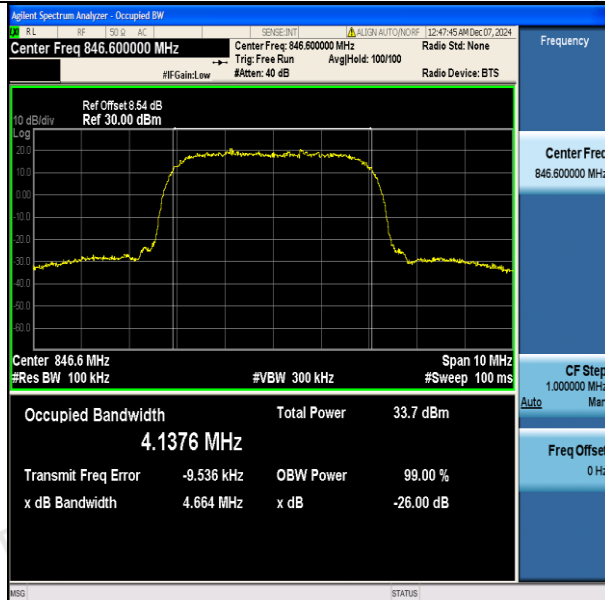 Agilent Spectrum Analyzer - Occupied BW
LXI RL RF 50 Ω AC SENSE:INT ALIGN AUTO/NORF 12:47:45 AM Dec 07, 2024
Center Freq 846.600000 MHz
Center Freq: 846.600000 MHz
Radio Std: None
Trig: Free Run
Avg|Hold: 100/100
#IFGain:Low
#Atten: 40 dB
Radio Device: BTS
Ref Offset 8.54 dB
10 dB/div Ref 30.00 dBm
Log
20.0
10.0
0.00
-10.0
-20.0
-30.0
-40.0
-50.0
-60.0
Center 846.6 MHz
Span 10 MHz
#Res BW 100 kHz
#VBW 300 kHz
#Sweep 100 ms
Occupied Bandwidth
4.1376 MHz
Total Power 33.7 dBm
Transmit Freq Error -9.536 kHz
OBW Power 99.00 %
x dB Bandwidth 4.664 MHz
x dB -26.00 dB
MSG
STATUS
Frequency
Center Freq
846.600000 MHz
CF Step
1.000000 MHz
Auto Man
Freq Offset
0 Hz